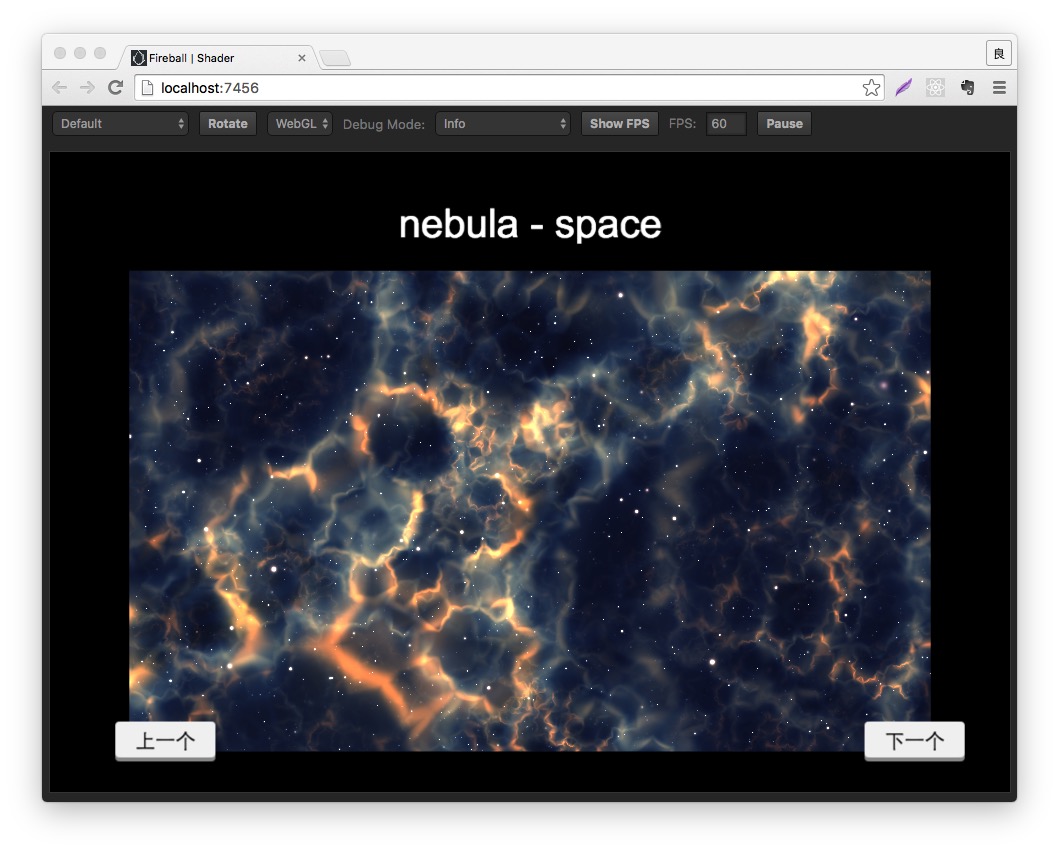 Fireball | Shader
良
localhost:7456
Default Rotate WebGL Debug Mode: Info Show FPS FPS: 60 Pause
nebula - space
上一个 下一个